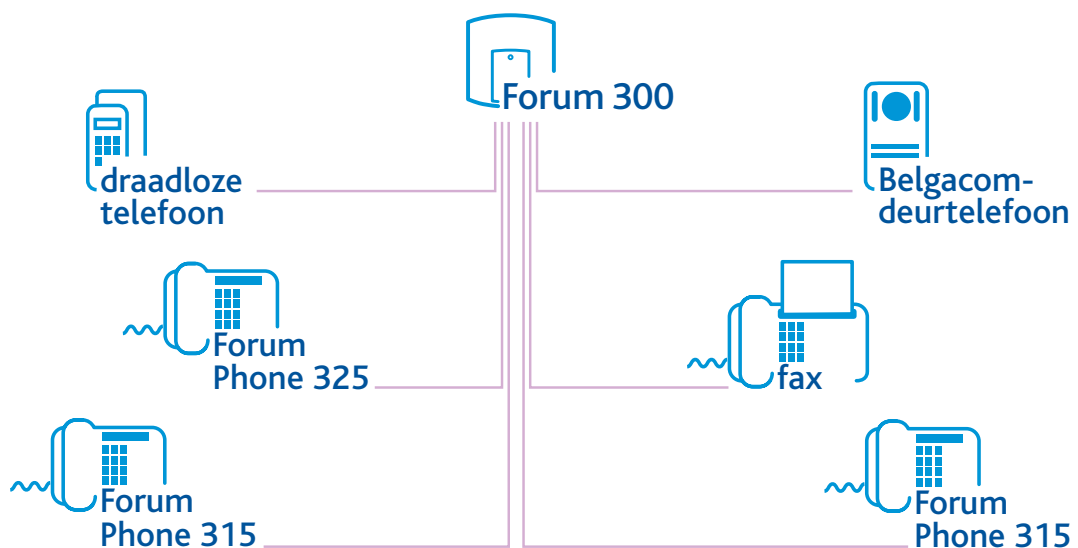 Forum 300
draadloze
telefoon
Belgacom-
deurtelefoon
Forum
Phone 325
fax
Forum
Phone 315
Forum
Phone 315